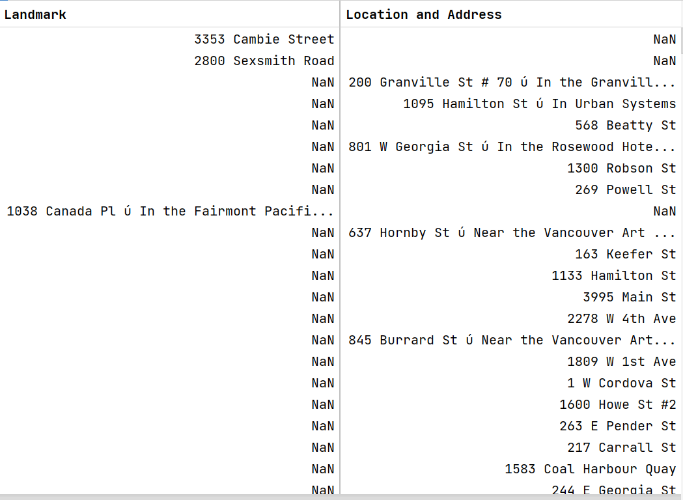 Landmark Location and Address
3353 Cambie Street NaN
2800 Sexsmith Road NaN
NaN 200 Granville St # 70 ú In the Granvill...
NaN 1095 Hamilton St ú In Urban Systems
NaN 568 Beatty St
NaN 801 W Georgia St ú In the Rosewood Hote...
NaN 1300 Robson St
NaN 269 Powell St
1038 Canada Pl ú In the Fairmont Pacifi... NaN
NaN 637 Hornby St ú Near the Vancouver Art ...
NaN 163 Keefer St
NaN 1133 Hamilton St
NaN 3995 Main St
NaN 2278 W 4th Ave
NaN 845 Burrard St ú Near the Vancouver Art...
NaN 1809 W 1st Ave
NaN 1 W Cordova St
NaN 1600 Howe St #2
NaN 263 E Pender St
NaN 217 Carrall St
NaN 1583 Coal Harbour Quay
NaN 244 E Georgia St